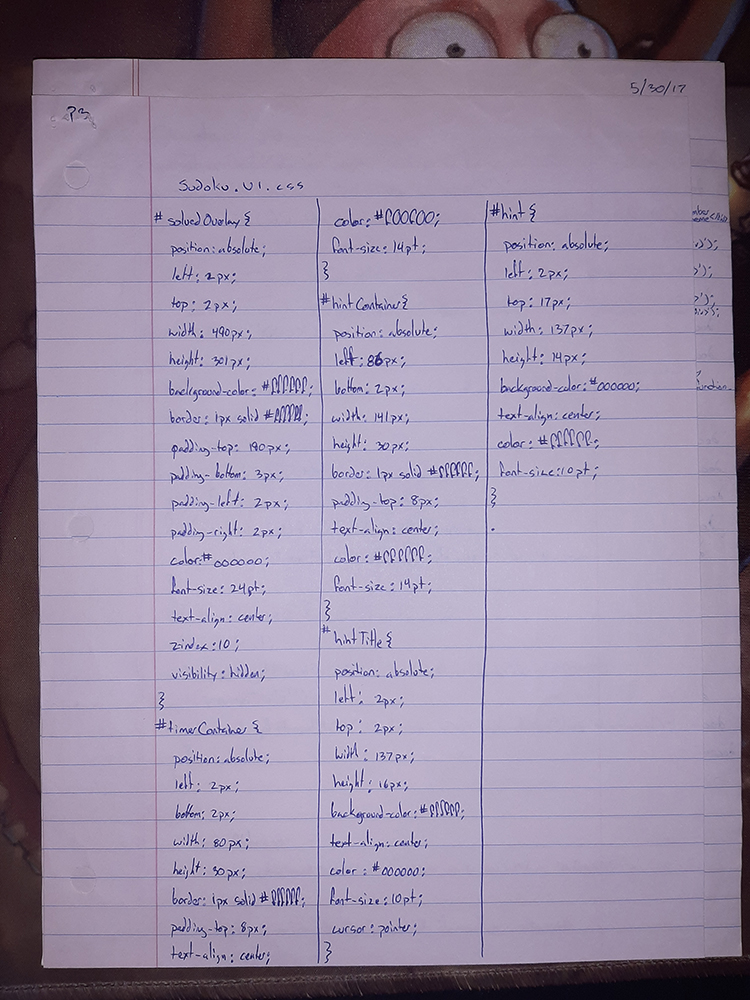 5/30/17
P3
Sudoku.UI.css
#solvedOverlay {
position: absolute;
left: 2px;
top: 2px;
width: 490px;
height: 301px;
background-color: #ffffff;
border: 1px solid #ffffff;
padding-top: 190px;
padding-bottom: 3px;
padding-left: 2px;
padding-right: 2px;
color: #000000;
font-size: 24pt;
text-align: center;
z-index: 10;
visibility: hidden;
}
#timerContainer {
position: absolute;
left: 2px;
bottom: 2px;
width: 80px;
height: 30px;
border: 1px solid #ffffff;
padding-top: 8px;
text-align: center;
color: #f00f00;
font-size: 14pt;
}
#hintContainer {
position: absolute;
left: 86px;
bottom: 2px;
width: 141px;
height: 30px;
border: 1px solid #ffffff;
padding-top: 8px;
text-align: center;
color: #ffffff;
font-size: 14pt;
}
#hintTitle {
position: absolute;
left: 2px;
top: 2px;
width: 137px;
height: 16px;
background-color: #ffffff;
text-align: center;
color: #000000;
font-size: 10pt;
cursor: pointer;
}
#hint {
position: absolute;
left: 2px;
top: 17px;
width: 137px;
height: 14px;
background-color: #000000;
text-align: center;
color: #ffffff;
font-size: 10pt;
}